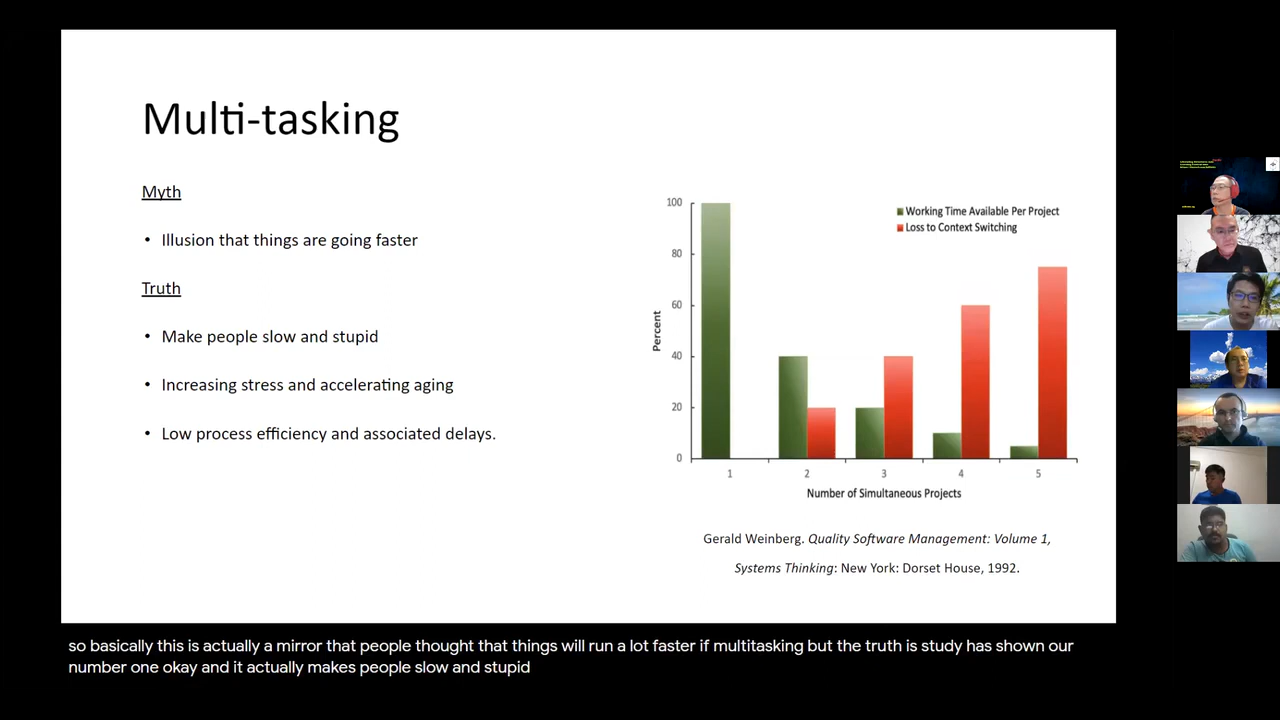 Multi-tasking
Myth
• Illusion that things are going faster
Truth
• Make people slow and stupid
• Increasing stress and accelerating aging
• Low process efficiency and associated delays.
Working Time Available Per Project
Loss to Context Switching
100
80
60
40
20
0
Percent
1 2 3 4 5
Number of Simultaneous Projects
Gerald Weinberg. Quality Software Management: Volume 1,
Systems Thinking: New York: Dorset House, 1992.
so basically this is actually a mirror that people thought that things will run a lot faster if multitasking but the truth is study has shown our
number one okay and it actually makes people slow and stupid